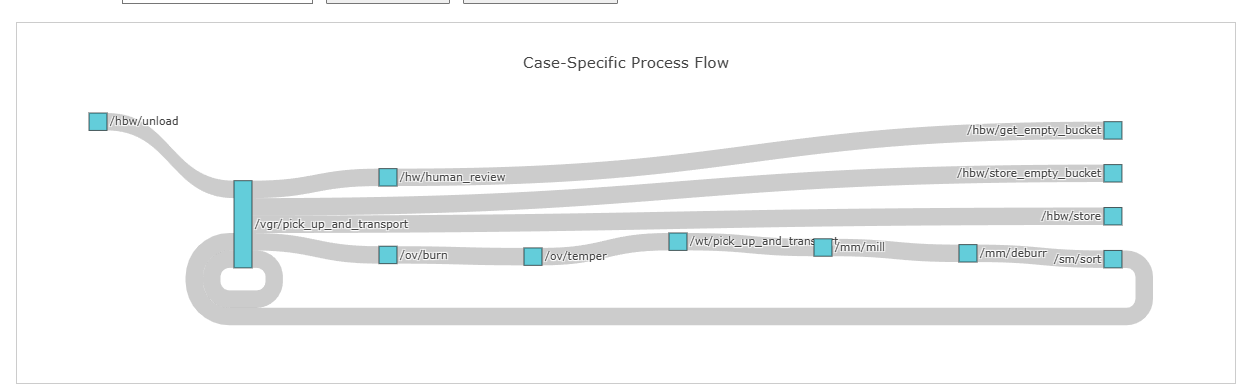 Case-Specific Process Flow
/hbw/unload
/hbw/get_empty_bucket
/hw/human_review
/hbw/store_empty_bucket
/vgr/pick_up_and_transport
/hbw/store
/ov/burn
/ov/temper
/wt/pick_up_and_transport
/mm/mill
/mm/deburr
/sm/sort